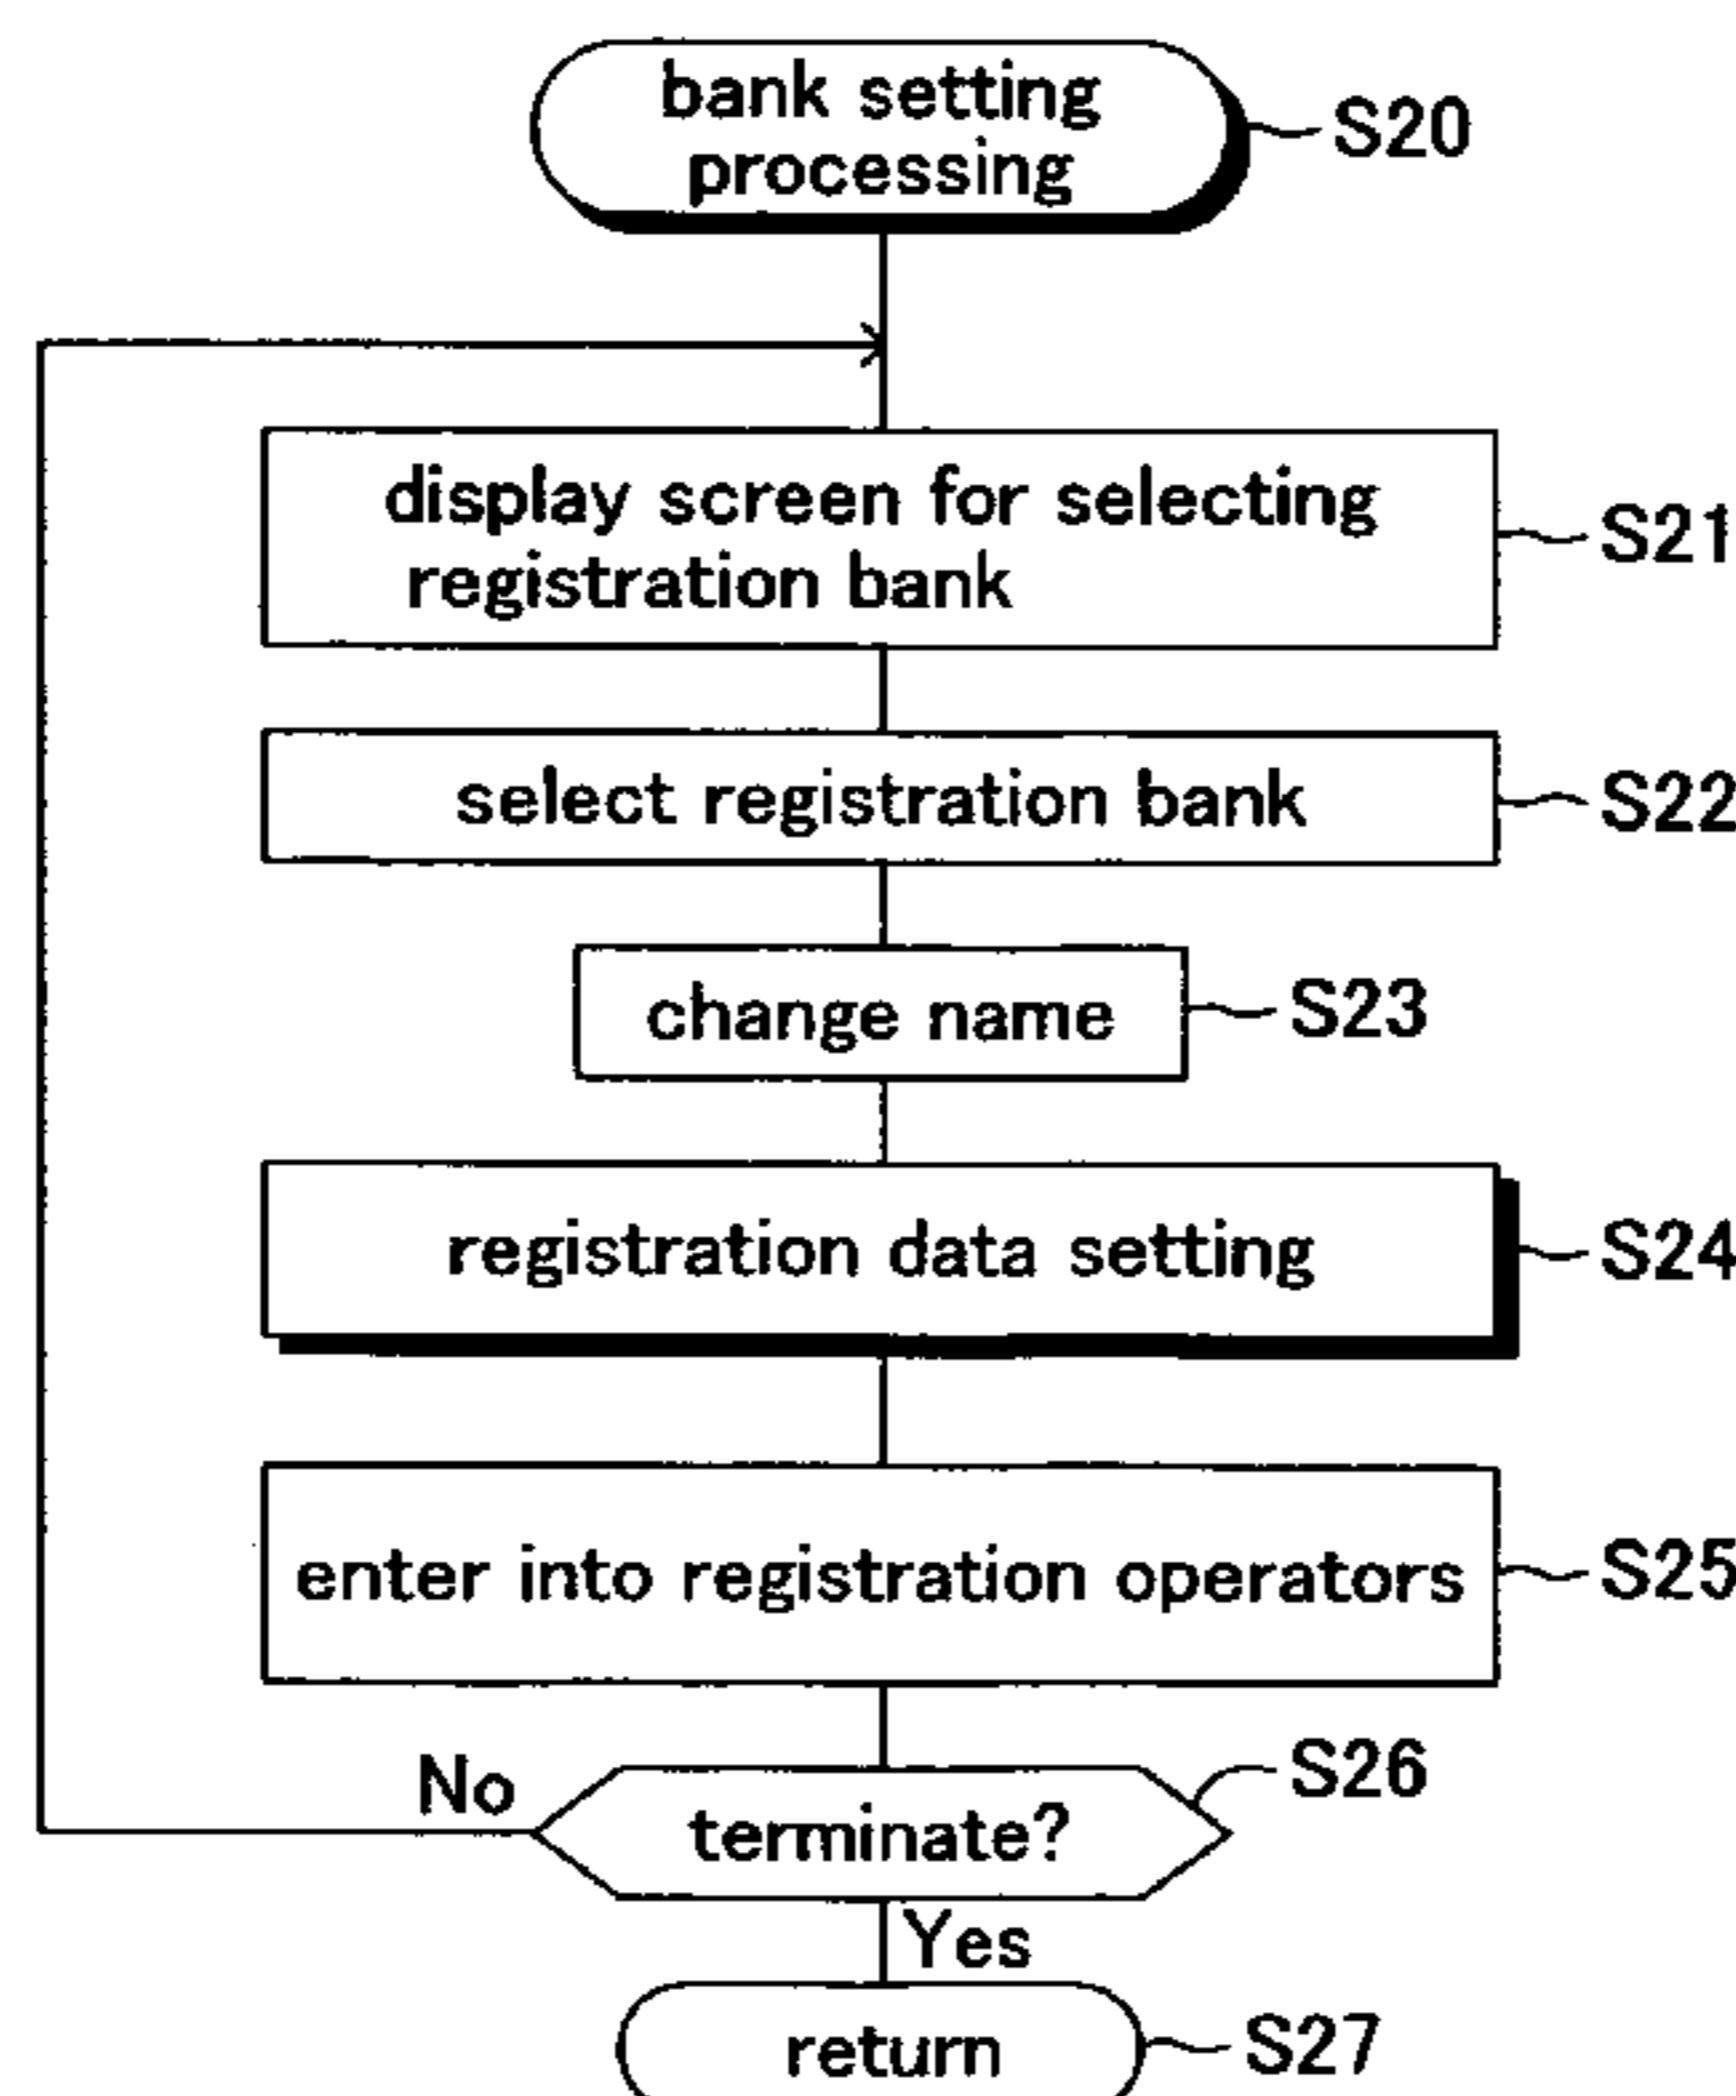 bank setting
processing
S20
display screen for selecting
registration bank
S21
select registration bank
S22
change name
S23
registration data setting
S24
enter into registration operators
S25
No
terminate?
S26
Yes
return
S27